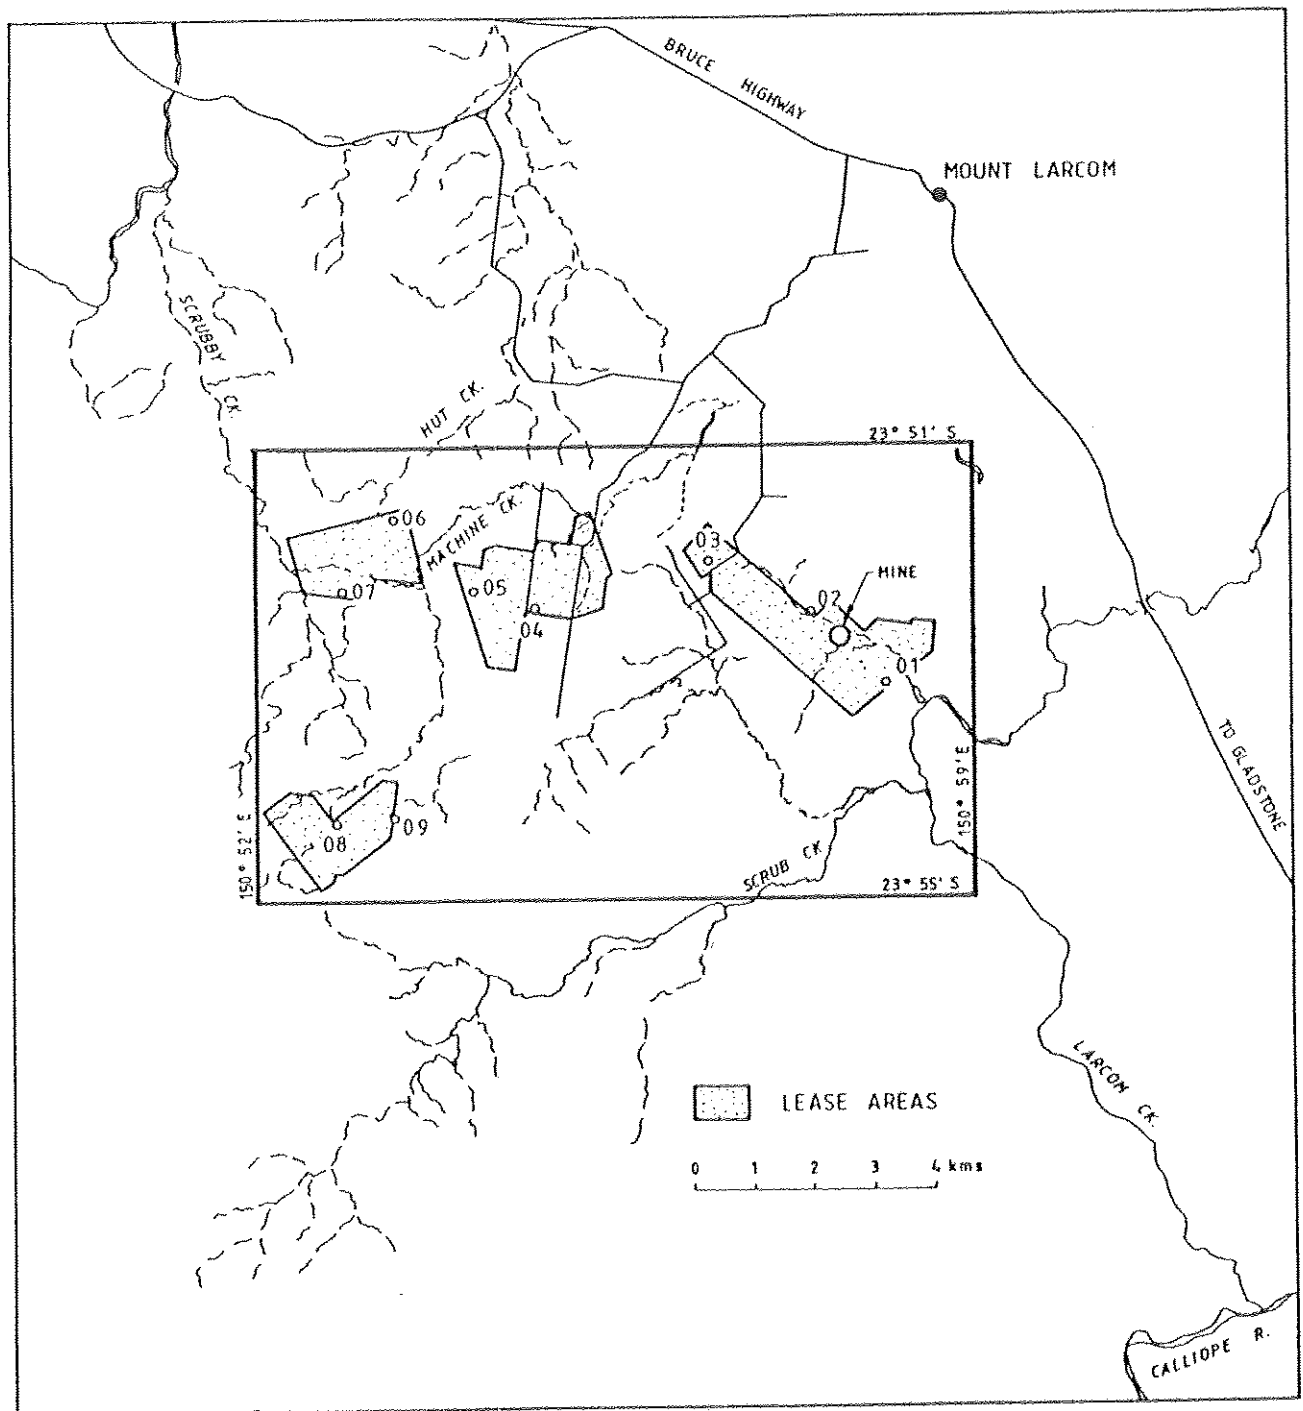 BRUCE HIGHWAY
MOUNT LARCOM
SCRUBBY CK.
HUT CK.
23° 51' S
MACHINE CK.
06
03
MINE
05
07
02
04
01
TO GLADSTONE
150° 52' E
150° 59' E
09
08
SCRUB CK
23° 55' S
LARCOM CK.
LEASE AREAS
0 1 2 3 4 kms
CALLIOPE R.